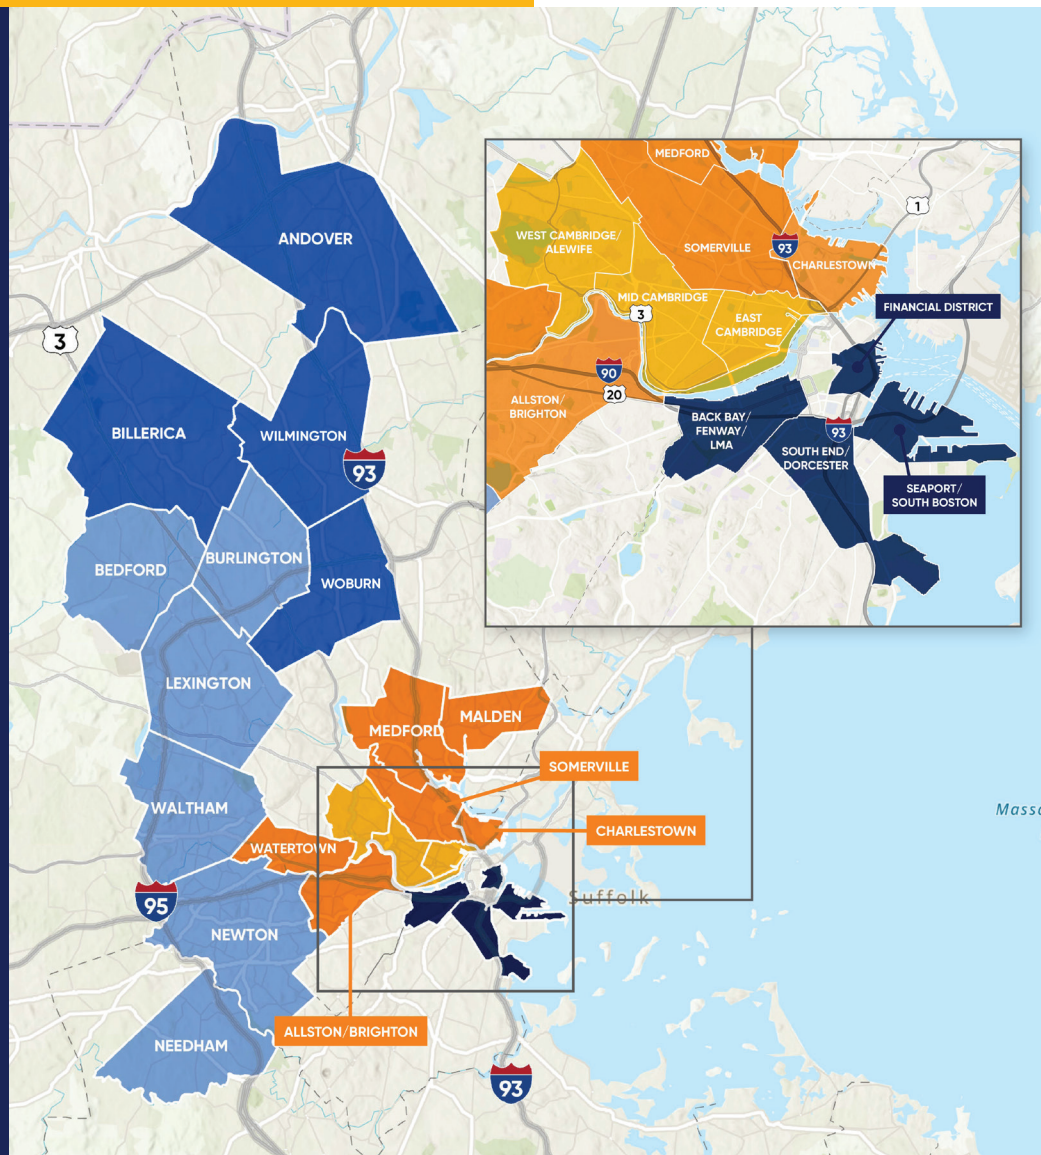 MEDFORD
1
WEST CAMBRIDGE/
ALEWIFE
SOMERVILLE
93
CHARLESTOWN
MID CAMBRIDGE
3
EAST
CAMBRIDGE
FINANCIAL DISTRICT
90
20
ALLSTON/
BRIGHTON
BACK BAY/
FENWAY/
LMA
93
SOUTH END/
DORCESTER
SEAPORT/
SOUTH BOSTON
ANDOVER
3
BILLERICA
WILMINGTON
93
BEDFORD
BURLINGTON
WOBURN
LEXINGTON
MEDFORD
MALDEN
SOMERVILLE
WALTHAM
CHARLESTOWN
WATERTOWN
95
Suffolk
NEWTON
ALLSTON/BRIGHTON
NEEDHAM
93